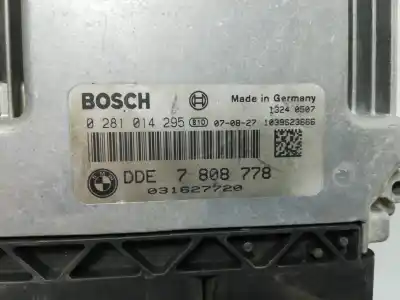 BOSCH Made in Germany
1324 0507
0 281 014 295 B10 07-08-27 1039S23666
DDE 7 808 778
031627720